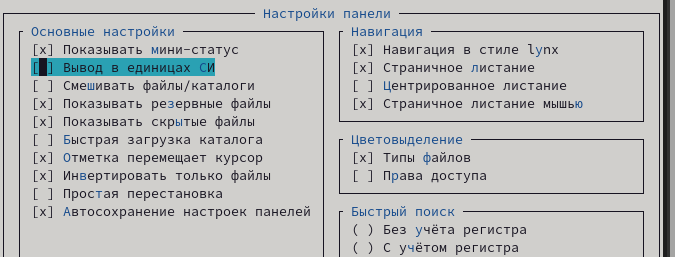 Настройки панели
Основные настройки
[x] Показывать мини-статус
[ ] Вывод в единицах СИ
[ ] Смешивать файлы/каталоги
[x] Показывать резервные файлы
[x] Показывать скрытые файлы
[ ] Быстрая загрузка каталога
[x] Отметка перемещает курсор
[x] Инвертировать только файлы
[ ] Простая перестановка
[x] Автосохранение настроек панелей
Навигация
[x] Навигация в стиле lynx
[x] Страничное листание
[ ] Центрированное листание
[x] Страничное листание мышью
Цветовыделение
[x] Типы файлов
[ ] Права доступа
Быстрый поиск
( ) Без учёта регистра
( ) С учётом регистра